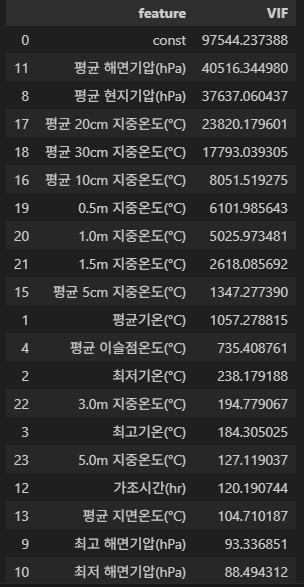 feature VIF
0 const 97544.237388
11 평균 해면기압(hPa) 40516.344980
8 평균 현지기압(hPa) 37637.060437
17 평균 20cm 지중온도(°C) 23820.179601
18 평균 30cm 지중온도(°C) 17793.039305
16 평균 10cm 지중온도(°C) 8051.519275
19 0.5m 지중온도(°C) 6101.985643
20 1.0m 지중온도(°C) 5025.973481
21 1.5m 지중온도(°C) 2618.085692
15 평균 5cm 지중온도(°C) 1347.277390
1 평균기온(°C) 1057.278815
4 평균 이슬점온도(°C) 735.408761
2 최저기온(°C) 238.179188
22 3.0m 지중온도(°C) 194.779067
3 최고기온(°C) 184.305025
23 5.0m 지중온도(°C) 127.119037
12 가조시간(hr) 120.190744
13 평균 지면온도(°C) 104.710187
9 최고 해면기압(hPa) 93.336851
10 최저 해면기압(hPa) 88.494312